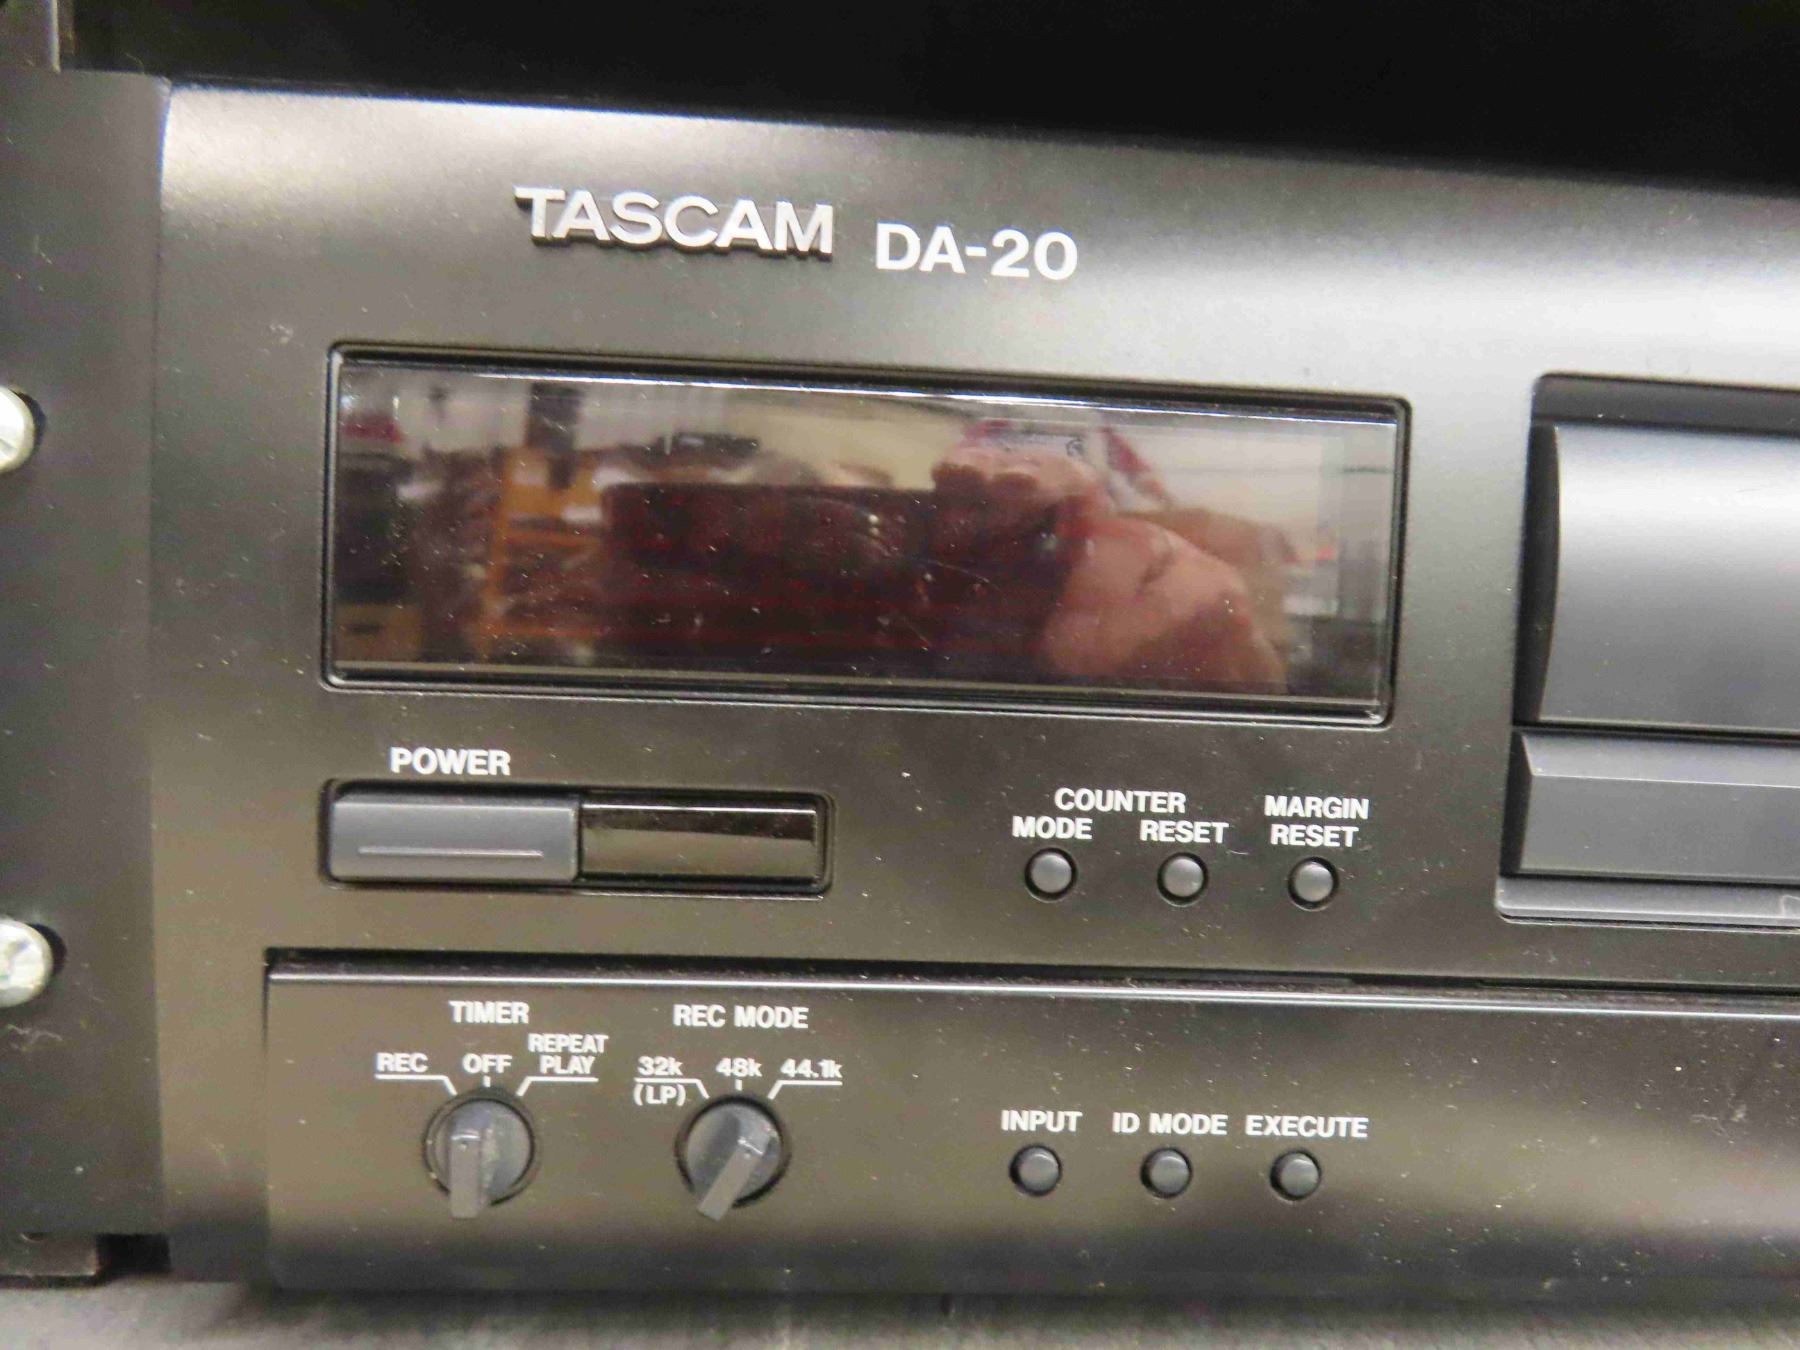 TASCAM DA-20
POWER
COUNTER
MODE RESET
MARGIN
RESET
TIMER
REC OFF REPEAT
PLAY
REC MODE
32k 48k 44.1k
(LP)
INPUT ID MODE EXECUTE